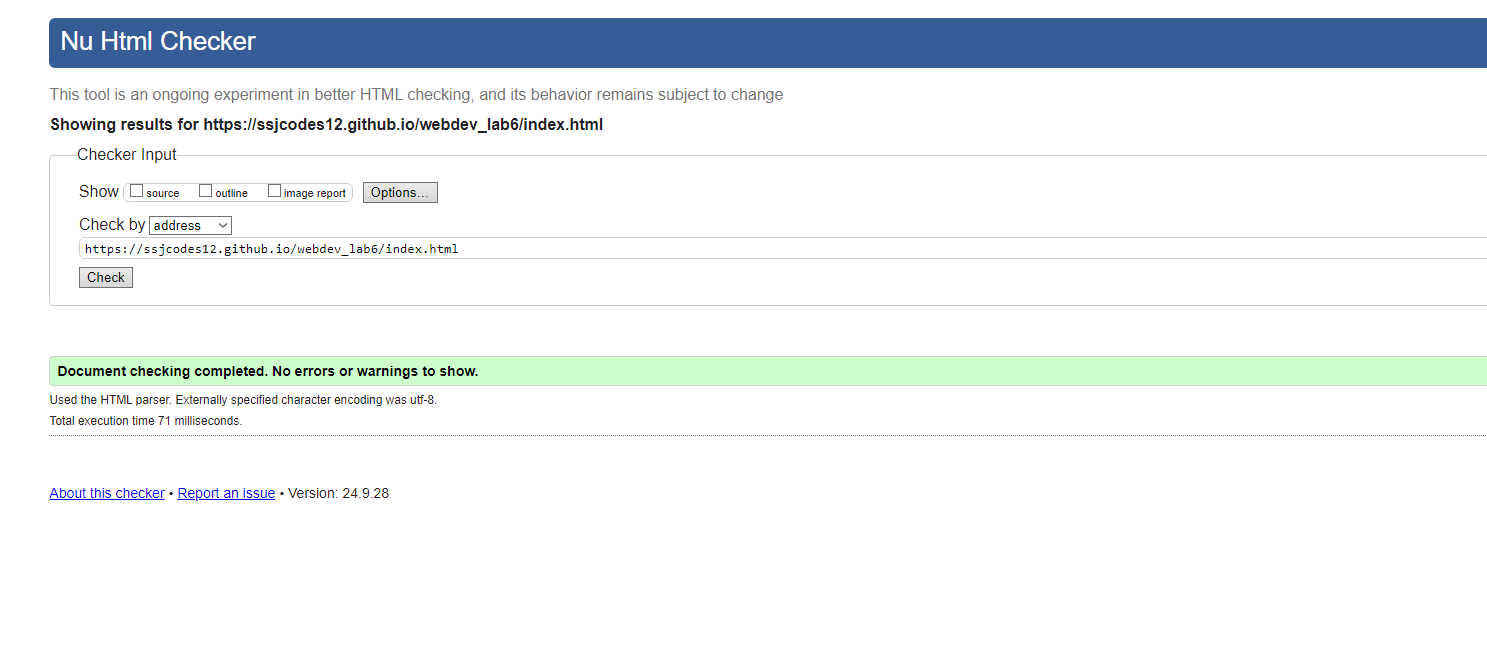 Nu Html Checker
This tool is an ongoing experiment in better HTML checking, and its behavior remains subject to change
Showing results for https://ssjcodes12.github.io/webdev_lab6/index.html
Checker Input
Show source outline image report Options...
Check by address
https://ssjcodes12.github.io/webdev_lab6/index.html
Check
Document checking completed. No errors or warnings to show.
Used the HTML parser. Externally specified character encoding was utf-8.
Total execution time 71 milliseconds.
About this checker • Report an issue • Version: 24.9.28